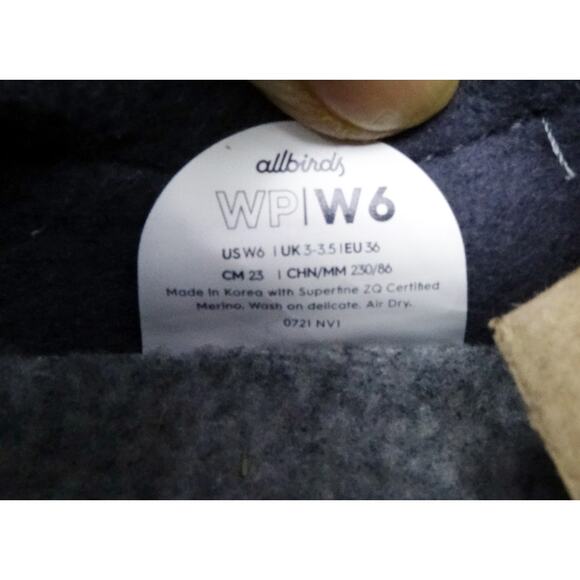 allbirds
WP|W6
US W6 | UK 3-3.5 | EU 36
CM 23 | CHN/MM 230/86
Made in Korea with Superfine ZQ Certified
Merino. Wash on delicate. Air Dry.
0721 NV1